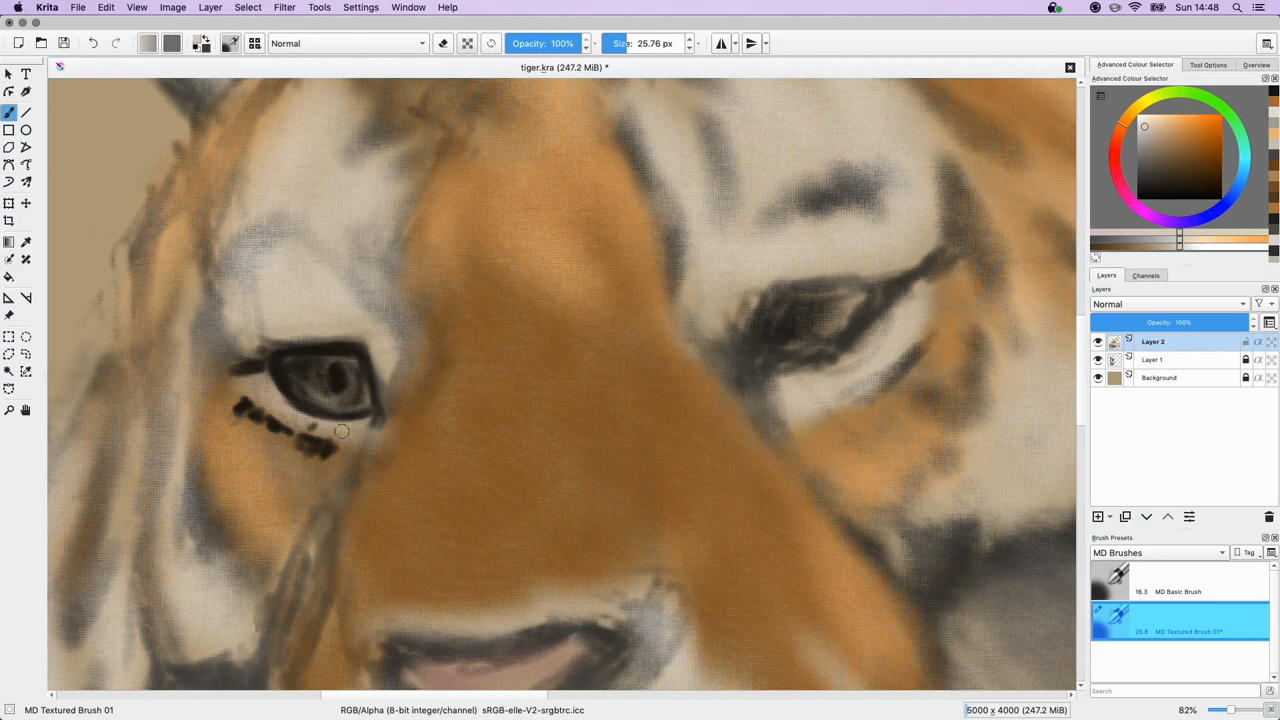 Krita File Edit View Image Layer Select Filter Tools Settings Window Help
Sun 14:48
Normal
Opacity: 100%
Size: 25.76 px
tiger.kra (247.2 MiB) *
Advanced Colour Selector
Tool Options
Overview
Advanced Colour Selector
Layers
Channels
Layers
Normal
Opacity: 100%
Layer 2
Layer 1
Background
Brush Presets
MD Brushes
Tag
16.3 MD Basic Brush
25.8 MD Textured Brush 01*
Search
MD Textured Brush 01
RGB/Alpha (8-bit integer/channel) sRGB-elle-V2-srgbtrc.icc
5000 x 4000 (247.2 MiB)
82%